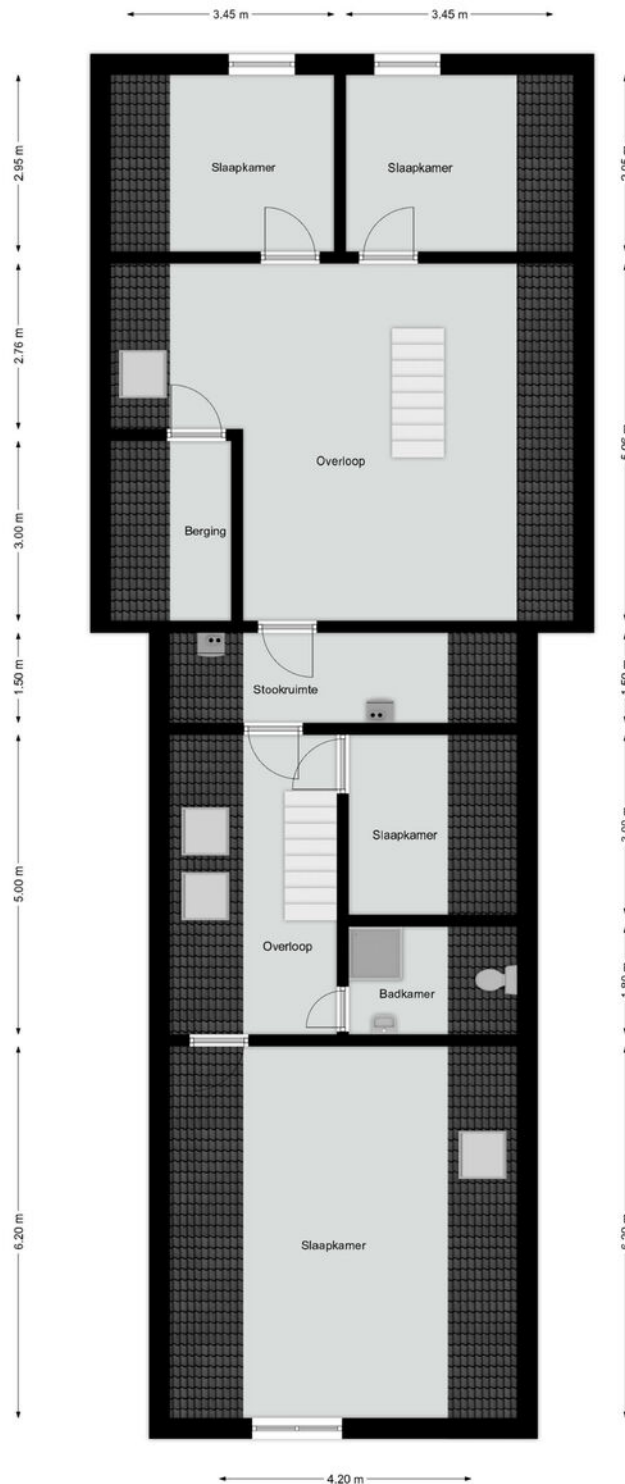 3.45 m
3.45 m
2.95 m
Slaapkamer
Slaapkamer
2.76 m
Overloop
3.00 m
Berging
1.50 m
Stookruimte
5.00 m
Slaapkamer
Overloop
Badkamer
6.20 m
Slaapkamer
4.20 m